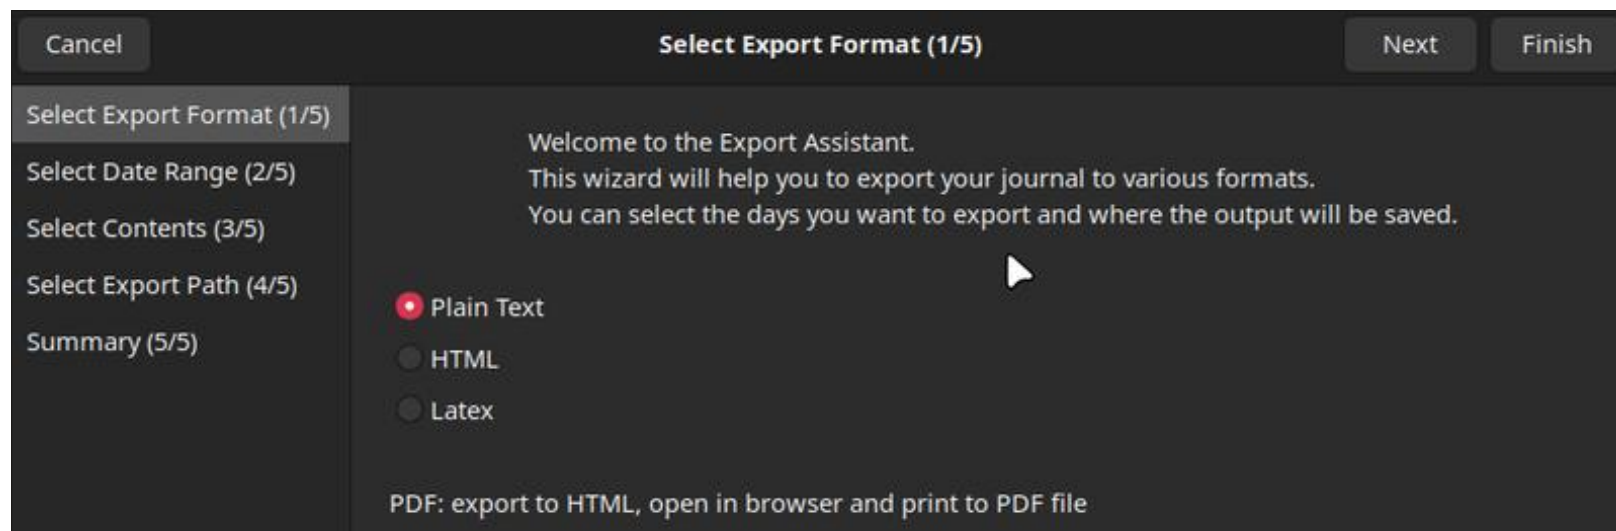 Cancel
Select Export Format (1/5)
Next
Finish
Select Export Format (1/5)
Select Date Range (2/5)
Select Contents (3/5)
Select Export Path (4/5)
Summary (5/5)
Welcome to the Export Assistant.
This wizard will help you to export your journal to various formats.
You can select the days you want to export and where the output will be saved.
Plain Text
HTML
Latex
PDF: export to HTML, open in browser and print to PDF file